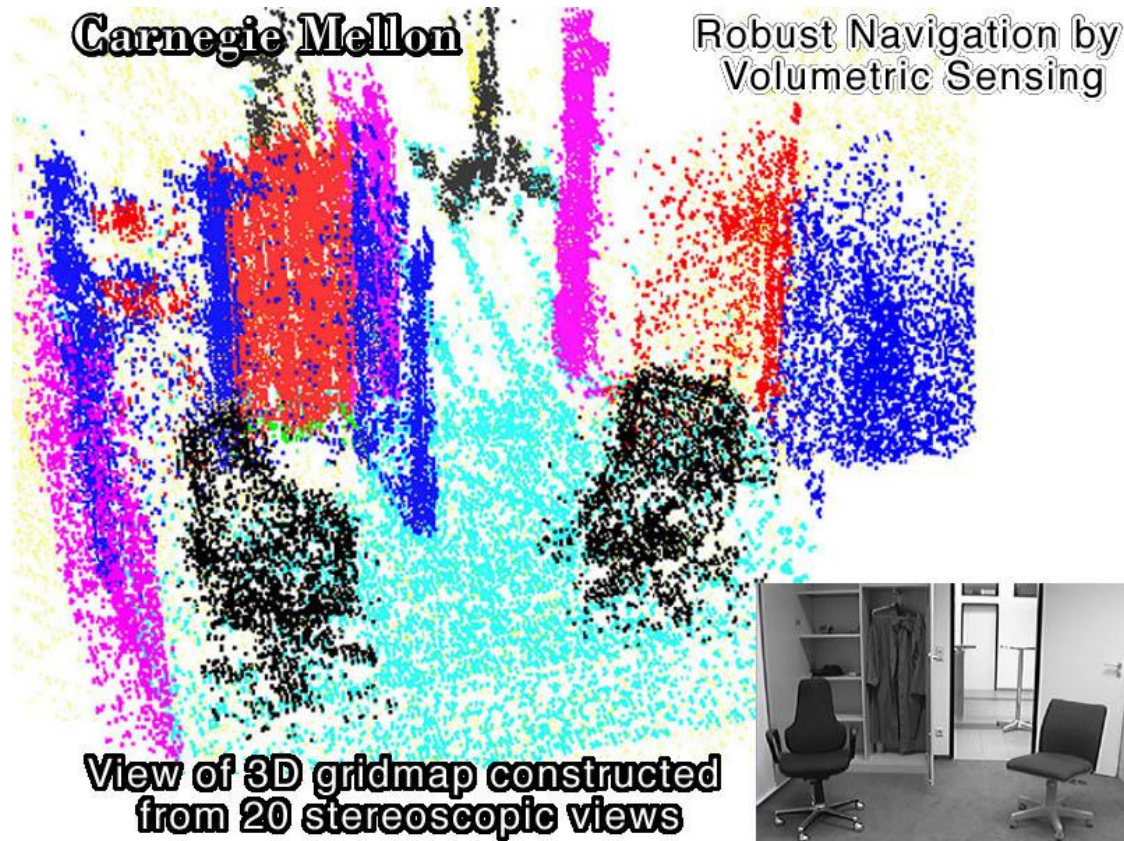 Carnegie Mellon
Robust Navigation by
Volumetric Sensing
View of 3D gridmap constructed
from 20 stereoscopic views